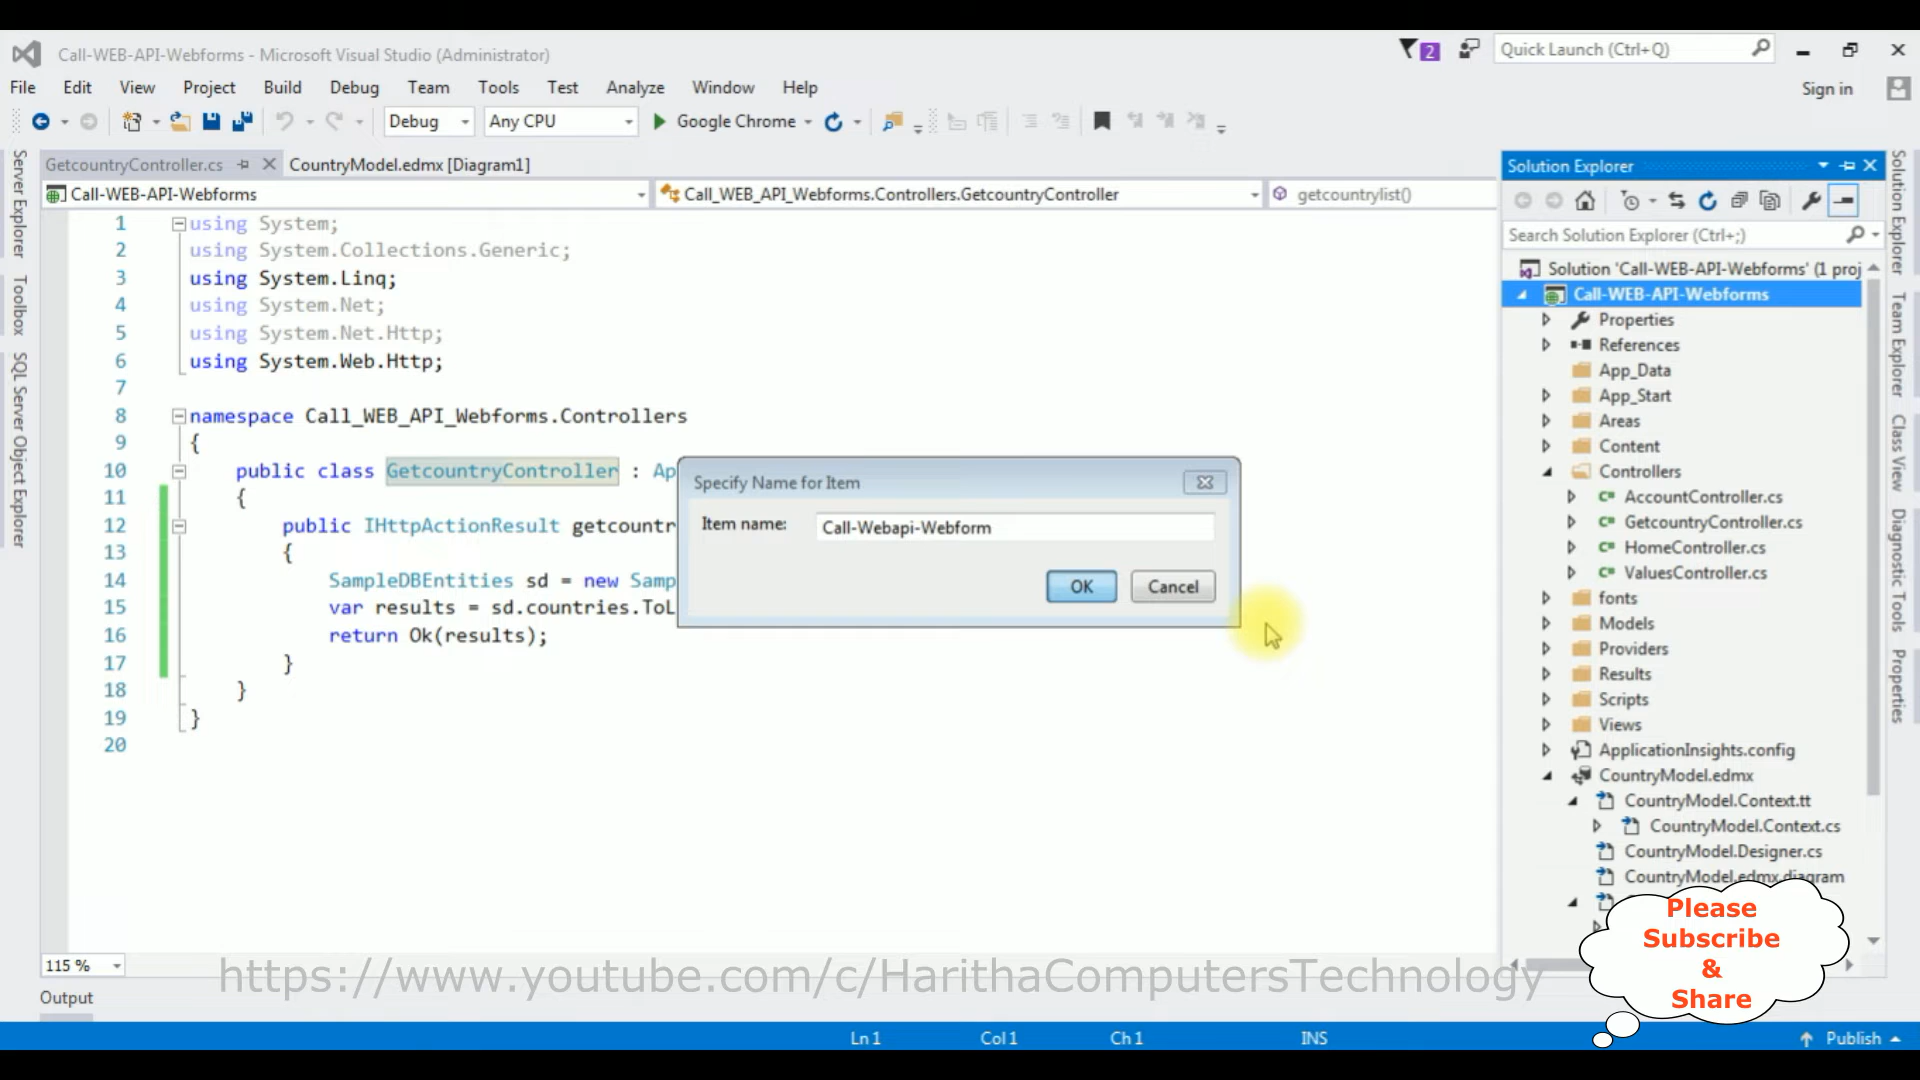 Call-WEB-API-Webforms - Microsoft Visual Studio (Administrator)
2
Quick Launch (Ctrl+Q)
File Edit View Project Build Debug Team Tools Test Analyze Window Help
Sign in
Debug Any CPU Google Chrome
GetcountryController.cs CountryModel.edmx [Diagram1]
Call-WEB-API-Webforms Call_WEB_API_Webforms.Controllers.GetcountryController getcountrylist()
Server Explorer
Toolbox
SQL Server Object Explorer
1 using System;
2 using System.Collections.Generic;
3 using System.Linq;
4 using System.Net;
5 using System.Net.Http;
6 using System.Web.Http;
7
8 namespace Call_WEB_API_Webforms.Controllers
9 {
10 public class GetcountryController : Ap
11 {
12 public IHttpActionResult getcountr
13 {
14 SampleDBEntities sd = new Samp
15 var results = sd.countries.ToL
16 return Ok(results);
17 }
18 }
19 }
20
Specify Name for Item
Item name: Call-Webapi-Webform
OK Cancel
Solution Explorer
Search Solution Explorer (Ctrl+;)
Solution 'Call-WEB-API-Webforms' (1 proj
Call-WEB-API-Webforms
Properties
References
App_Data
App_Start
Areas
Content
Controllers
AccountController.cs
GetcountryController.cs
HomeController.cs
ValuesController.cs
fonts
Models
Providers
Results
Scripts
Views
ApplicationInsights.config
CountryModel.edmx
CountryModel.Context.tt
CountryModel.Context.cs
CountryModel.Designer.cs
CountryModel.edmx.diagram
Solution Explorer
Team Explorer
Class View
Diagnostic Tools
Properties
Please
Subscribe
&
Share
115 %
https://www.youtube.com/c/HarithaComputersTechnology
Output
Ln 1 Col 1 Ch 1 INS Publish